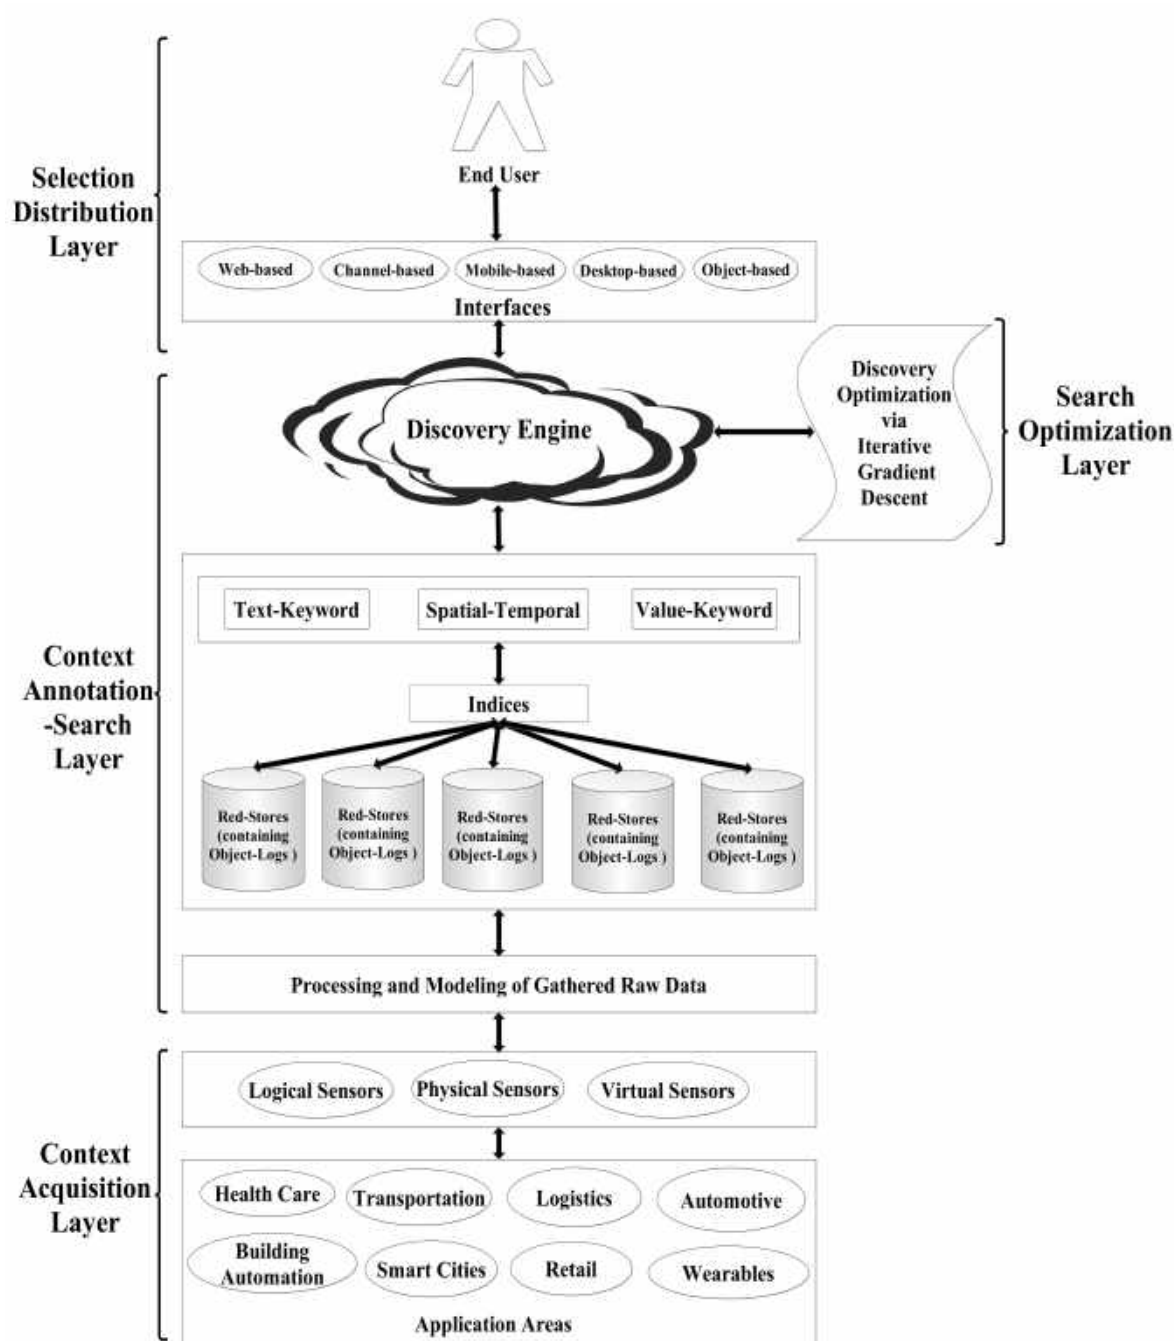 End User
Selection
Distribution
Layer
Web-based
Channel-based
Mobile-based
Desktop-based
Object-based
Interfaces
Discovery Engine
Discovery
Optimization
via
Iterative
Gradient
Descent
Search
Optimization
Layer
Text-Keyword
Spatial-Temporal
Value-Keyword
Context
Annotation
-Search
Layer
Indices
Red-Stores
(containing
Object-Logs )
Red-Stores
(containing
Object-Logs )
Red-Stores
(containing
Object-Logs )
Red-Stores
(containing
Object-Logs )
Red-Stores
(containing
Object-Logs )
Processing and Modeling of Gathered Raw Data
Logical Sensors
Physical Sensors
Virtual Sensors
Context
Acquisition
Layer
Health Care
Transportation
Logistics
Automotive
Building
Automation
Smart Cities
Retail
Wearables
Application Areas